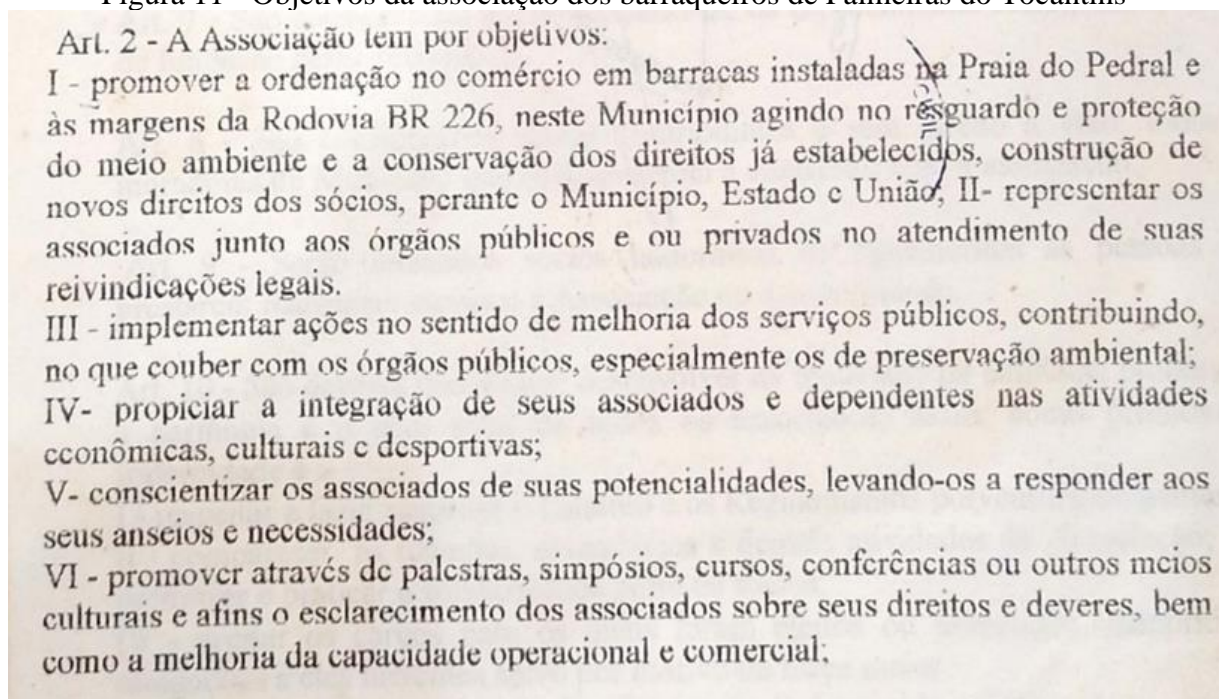 Figura 11 - Objetivos da associação dos barraqueiros de Palmeiras do Tocantins
Art. 2 - A Associação tem por objetivos:
I - promover a ordenação no comércio em barracas instaladas na Praia do Pedral e
às margens da Rodovia BR 226, neste Município agindo no resguardo e proteção
do meio ambiente e a conservação dos direitos já estabelecidos, construção de
novos direitos dos sócios, perante o Município, Estado e União, II- representar os
associados junto aos órgãos públicos e ou privados no atendimento de suas
reivindicações legais.
III - implementar ações no sentido de melhoria dos serviços públicos, contribuindo,
no que couber com os órgãos públicos, especialmente os de preservação ambiental;
IV- propiciar a integração de seus associados e dependentes nas atividades
econômicas, culturais e desportivas;
V- conscientizar os associados de suas potencialidades, levando-os a responder aos
seus anseios e necessidades;
VI - promover através de palestras, simpósios, cursos, conferências ou outros meios
culturais e afins o esclarecimento dos associados sobre seus direitos e deveres, bem
como a melhoria da capacidade operacional e comercial;